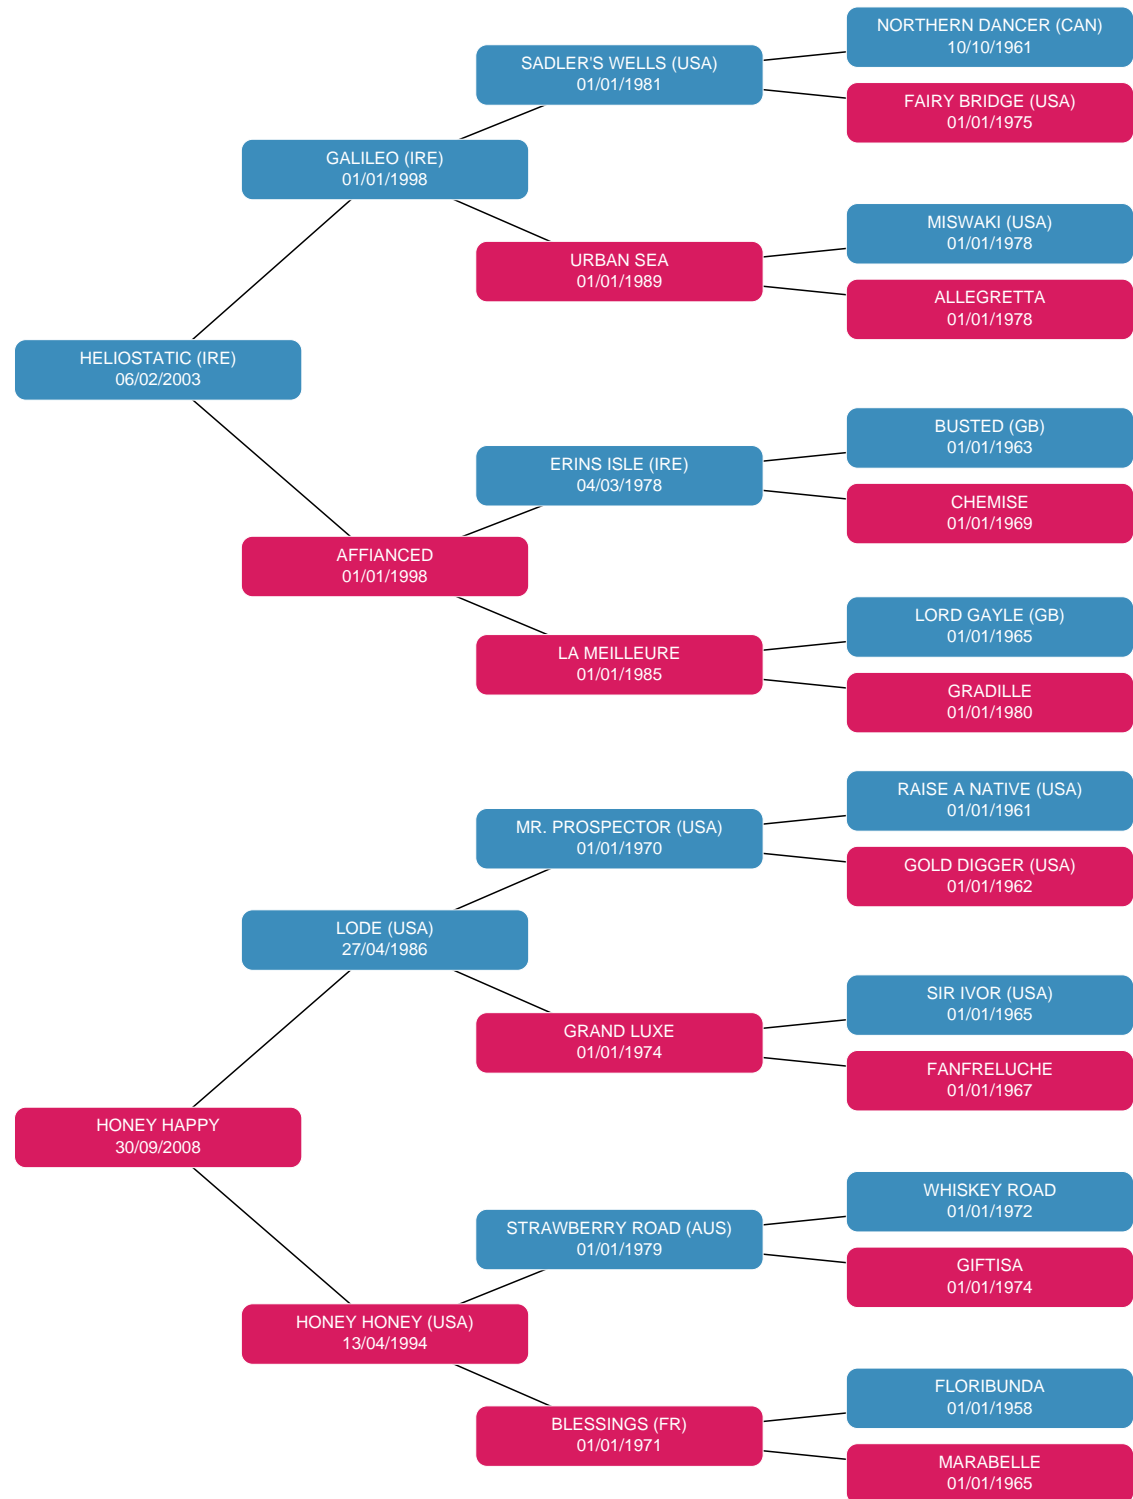 NORTHERN DANCER (CAN)
10/10/1961
SADLER'S WELLS (USA)
01/01/1981
FAIRY BRIDGE (USA)
01/01/1975
GALILEO (IRE)
01/01/1998
MISWAKI (USA)
01/01/1978
URBAN SEA
01/01/1989
ALLEGRETTA
01/01/1978
HELIOSTATIC (IRE)
06/02/2003
BUSTED (GB)
01/01/1963
ERINS ISLE (IRE)
04/03/1978
CHEMISE
01/01/1969
AFFIANCED
01/01/1998
LORD GAYLE (GB)
01/01/1965
LA MEILLEURE
01/01/1985
GRADILLE
01/01/1980
RAISE A NATIVE (USA)
01/01/1961
MR. PROSPECTOR (USA)
01/01/1970
GOLD DIGGER (USA)
01/01/1962
LODE (USA)
27/04/1986
SIR IVOR (USA)
01/01/1965
GRAND LUXE
01/01/1974
FANFRELUCHE
01/01/1967
HONEY HAPPY
30/09/2008
WHISKEY ROAD
01/01/1972
STRAWBERRY ROAD (AUS)
01/01/1979
GIFTISA
01/01/1974
HONEY HONEY (USA)
13/04/1994
FLORIBUNDA
01/01/1958
BLESSINGS (FR)
01/01/1971
MARABELLE
01/01/1965